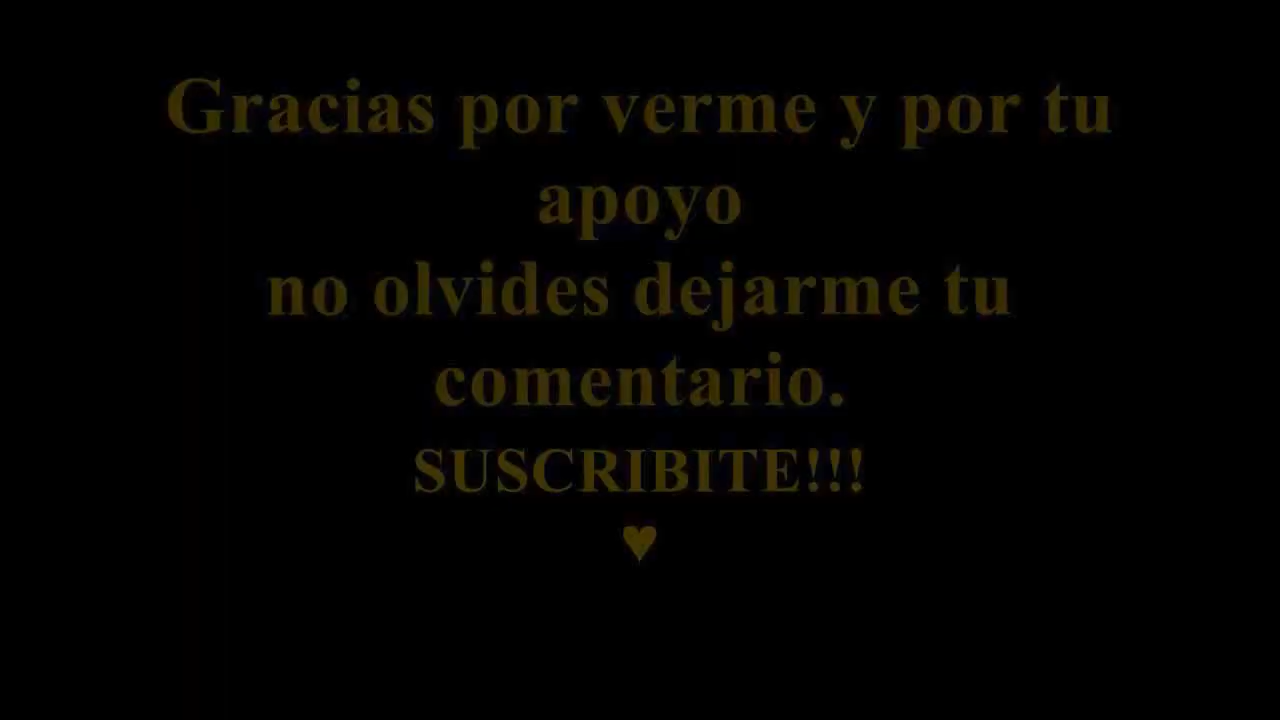 Gracias por verme y por tu
apoyo
no olvides dejarme tu
comentario.
SUSCRIBITE!!!
♥